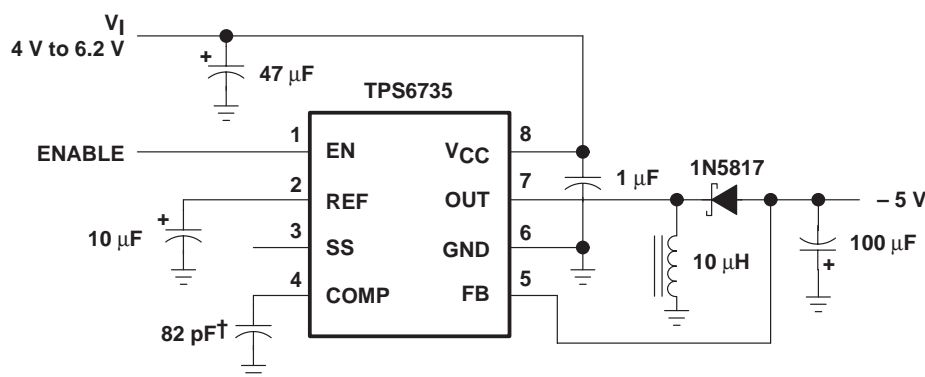 VI
4 V to 6.2 V
+
47 μF
TPS6735
1
8
ENABLE
EN
VCC
1N5817
2
7
1 μF
REF
OUT
– 5 V
+
10 μF
3
6
SS
GND
100 μF
+
10 μH
4
5
COMP
FB
82 pF†